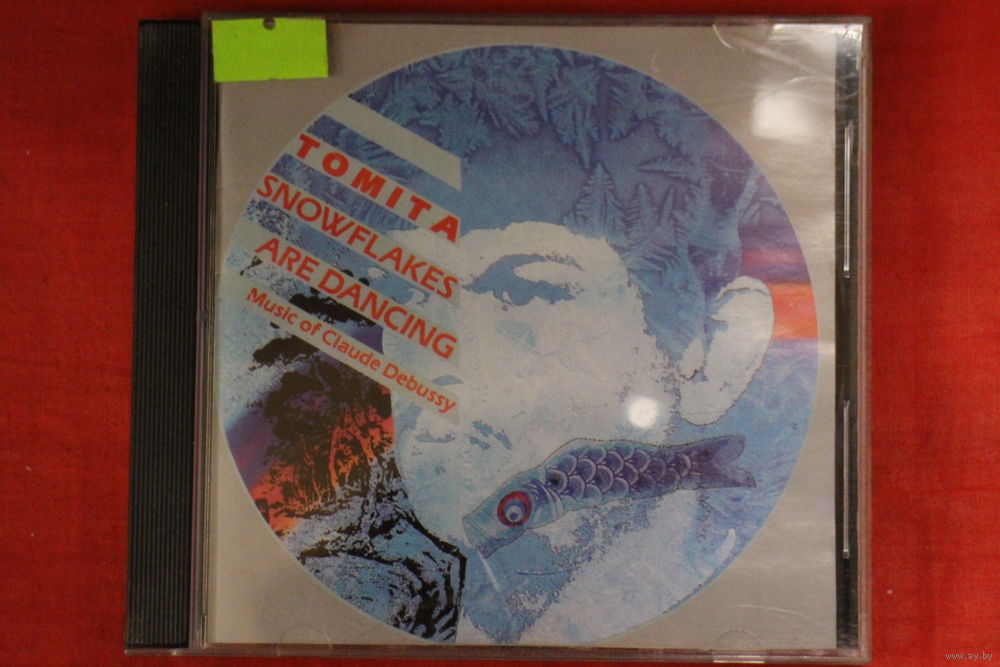 TOMITA
SNOWFLAKES
ARE DANCING
Music of Claude Debussy
www.ay.by